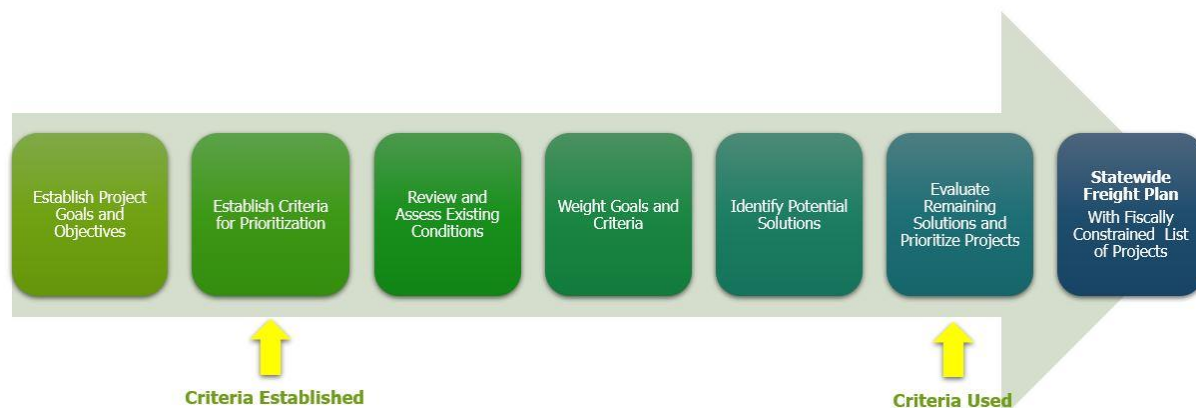 Establish Project
Goals and
Objectives
Establish Criteria
for Prioritization
Review and
Assess Existing
Conditions
Weight Goals and
Criteria
Identify Potential
Solutions
Evaluate
Remaining
Solutions and
Prioritize Projects
Statewide
Freight Plan
With Fiscally
Constrained List
of Projects
Criteria Established
Criteria Used